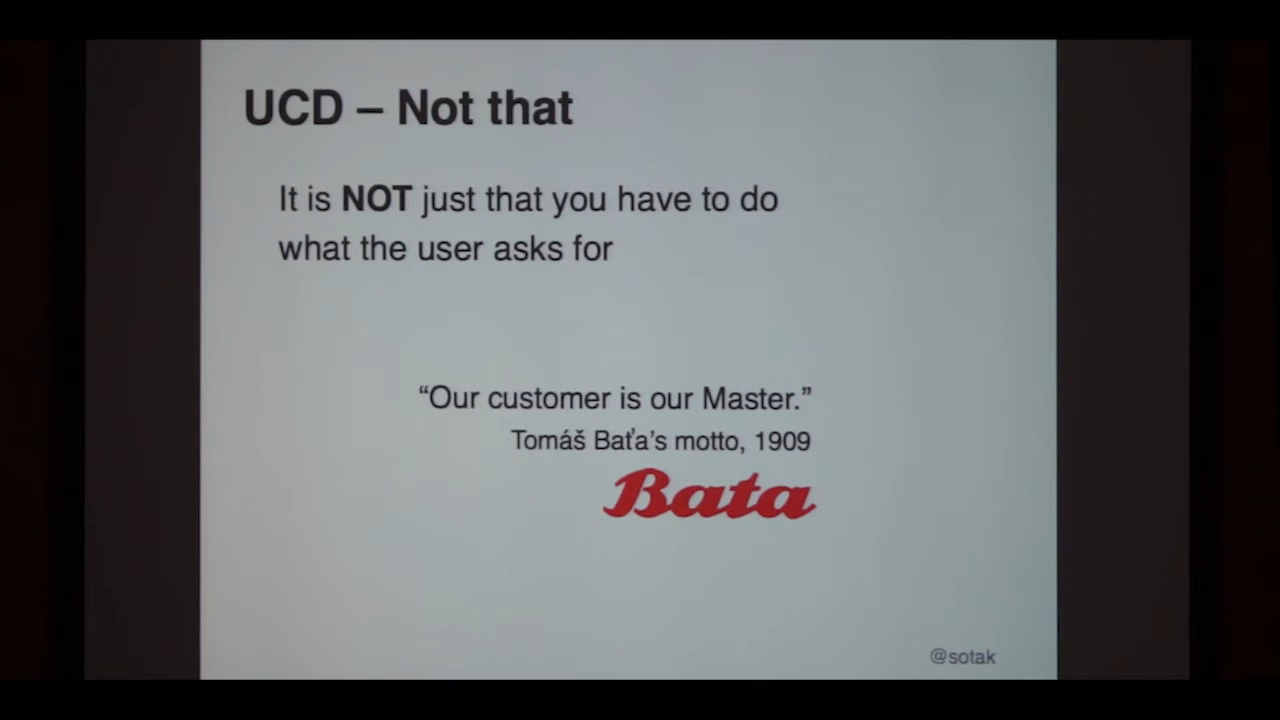 UCD – Not that
It is NOT just that you have to do
what the user asks for
“Our customer is our Master.”
Tomáš Baťa’s motto, 1909
Bata
@sotak